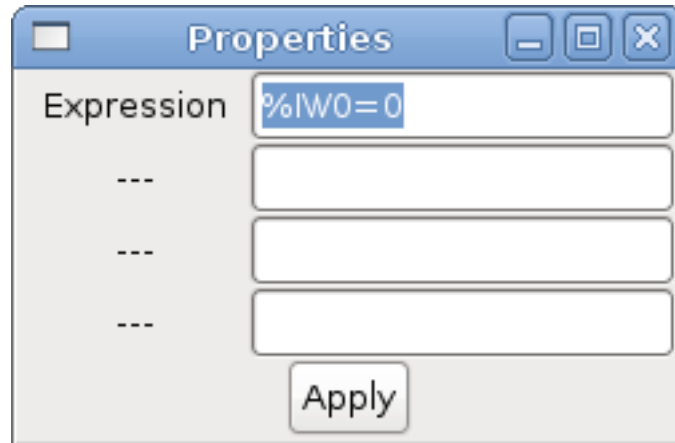 Properties
Expression %IW0=0
---
---
---
Apply